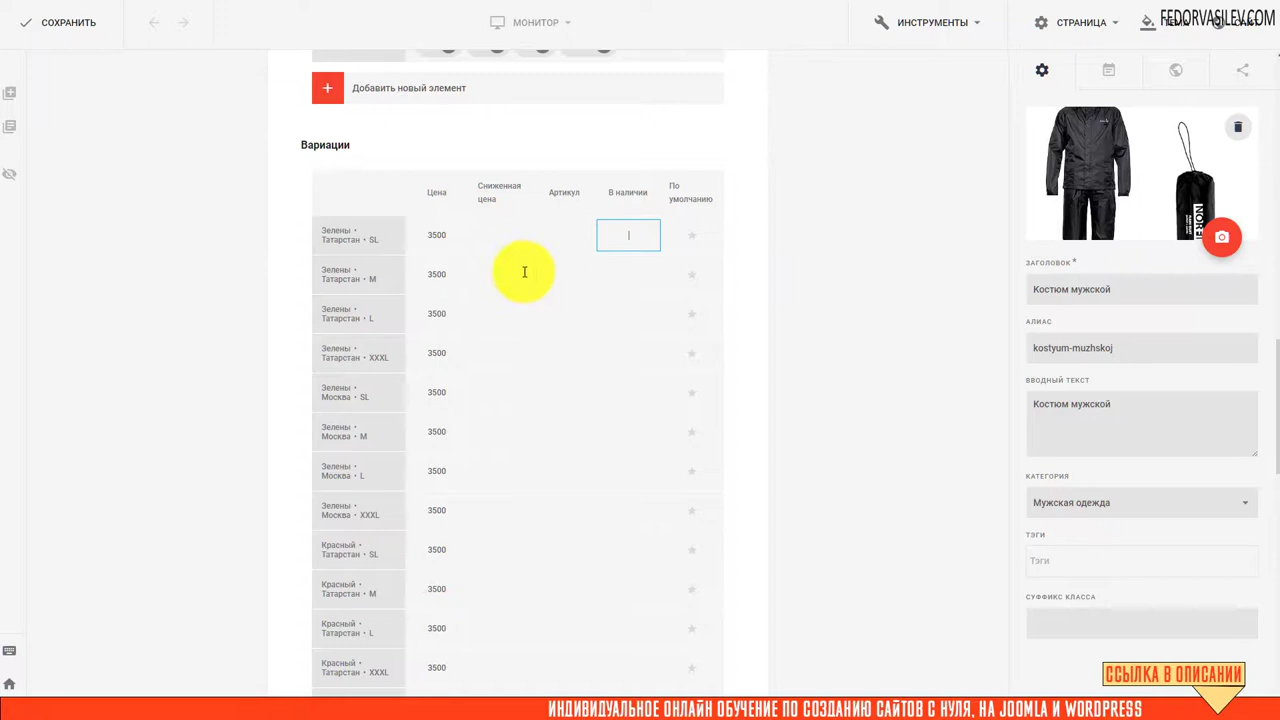 СОХРАНИТЬ
МОНИТОР
ИНСТРУМЕНТЫ
СТРАНИЦА
FEDORVASILEV.COM
Добавить новый элемент
Вариации
Цена
Сниженная
цена
Артикул
В наличии
По
умолчанию
Зелены •
Татарстан • SL
3500
Зелены •
Татарстан • M
3500
Зелены •
Татарстан • L
3500
Зелены •
Татарстан • XXXL
3500
Зелены •
Москва • SL
3500
Зелены •
Москва • M
3500
Зелены •
Москва • L
3500
Зелены •
Москва • XXXL
3500
Красный •
Татарстан • SL
3500
Красный •
Татарстан • M
3500
Красный •
Татарстан • L
3500
Красный •
Татарстан • XXXL
3500
ЗАГОЛОВОК *
Костюм мужской
АЛИАС
kostyum-muzhskoj
ВВОДНЫЙ ТЕКСТ
Костюм мужской
КАТЕГОРИЯ
Мужская одежда
ТЭГИ
Тэги
СУФФИКС КЛАССА
ССЫЛКА В ОПИСАНИИ
ИНДИВИДУАЛЬНОЕ ОНЛАЙН ОБУЧЕНИЕ ПО СОЗДАНИЮ САЙТОВ С НУЛЯ, НА JOOMLA И WORDPRESS